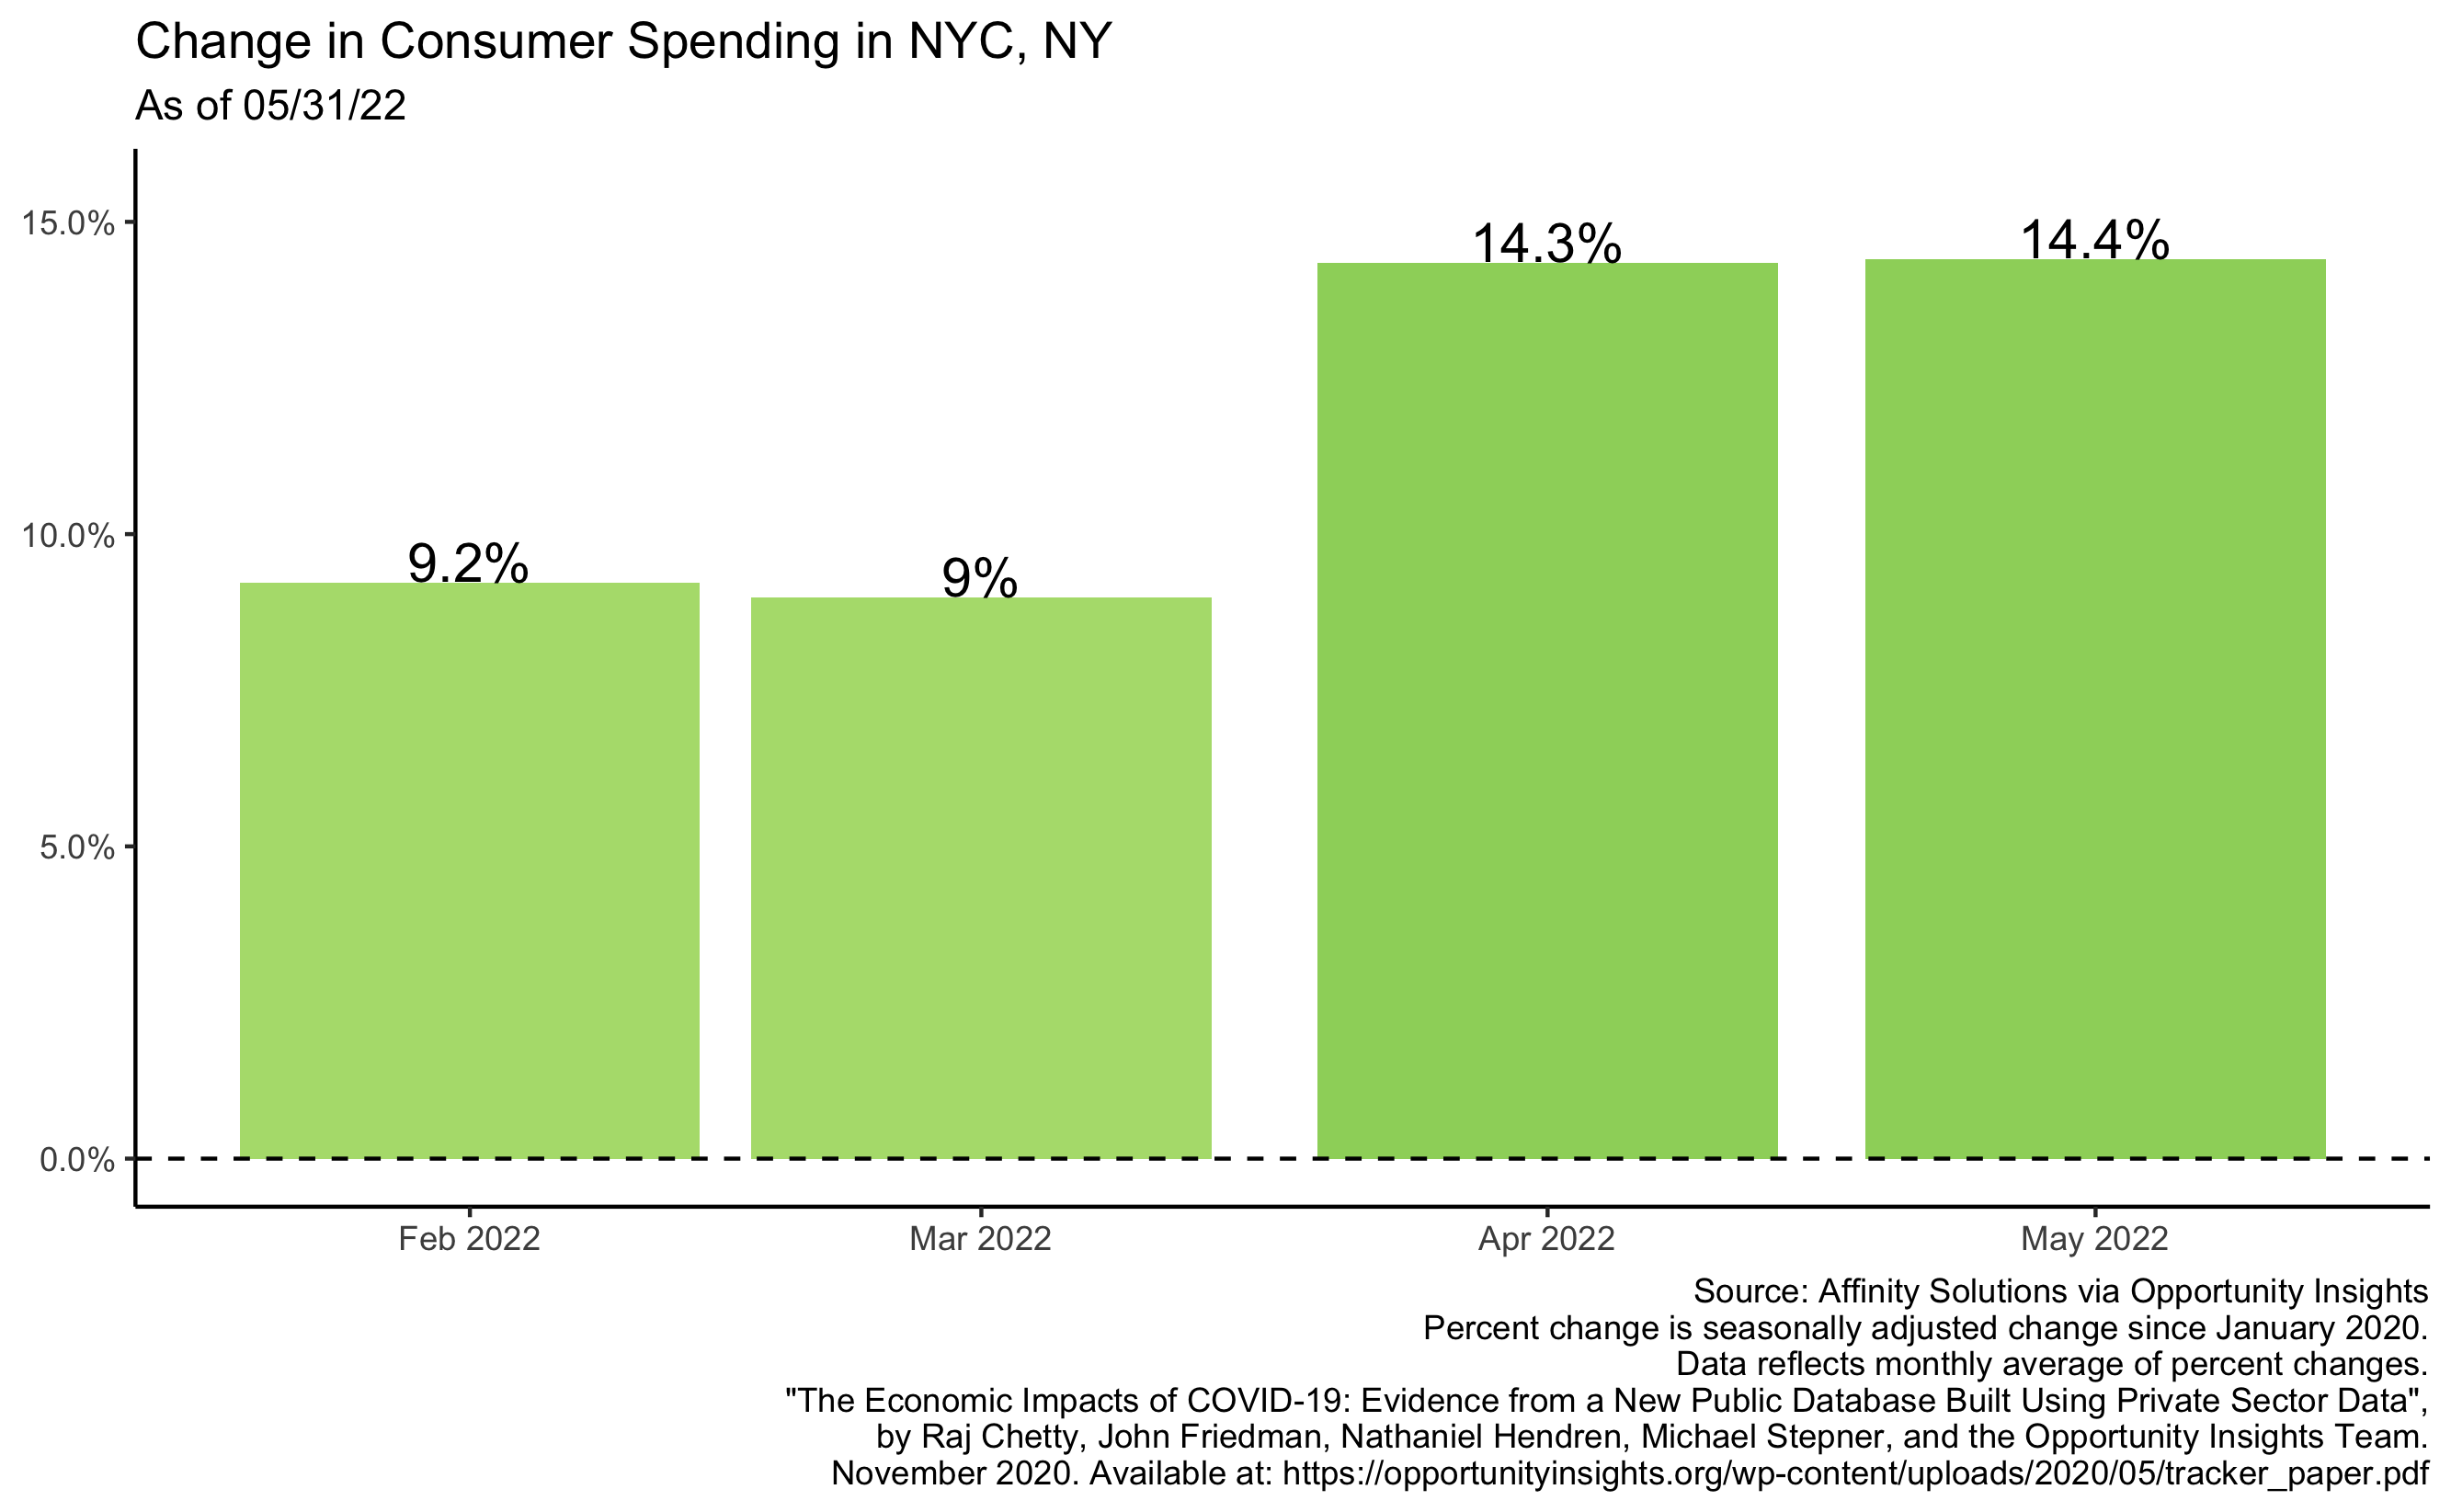 Change in Consumer Spending in NYC, NY
As of 05/31/22
15.0%
10.0%
5.0%
0.0%
9.2%
9%
14.3%
14.4%
Feb 2022
Mar 2022
Apr 2022
May 2022
Source: Affinity Solutions via Opportunity Insights
Percent change is seasonally adjusted change since January 2020.
Data reflects monthly average of percent changes.
"The Economic Impacts of COVID-19: Evidence from a New Public Database Built Using Private Sector Data",
by Raj Chetty, John Friedman, Nathaniel Hendren, Michael Stepner, and the Opportunity Insights Team.
November 2020. Available at: https://opportunityinsights.org/wp-content/uploads/2020/05/tracker_paper.pdf